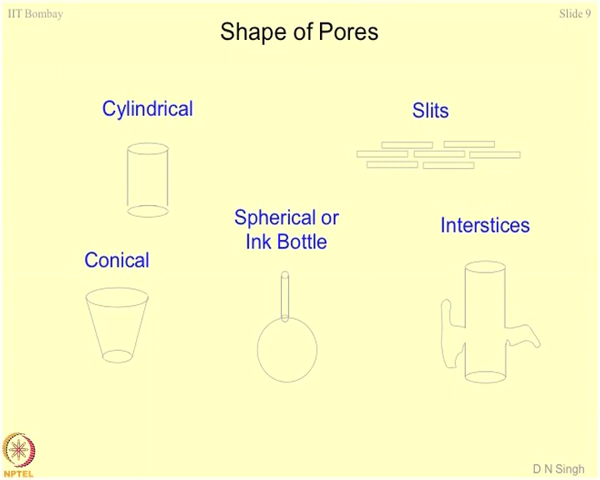 IIT Bombay
Slide 9
Shape of Pores
Cylindrical
Slits
Spherical or
Ink Bottle
Interstices
Conical
NPTEL
D N Singh